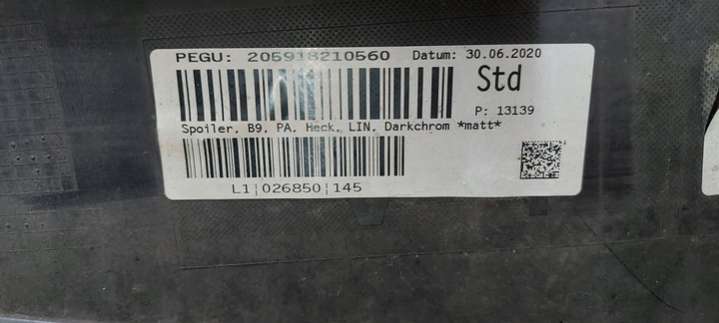 PEGU: 205918210560 Datum: 30.06.2020
Std
P: 13139
Spoiler, B9, PA, Heck, LIN, Darkchrom *matt*
L1|026850|145